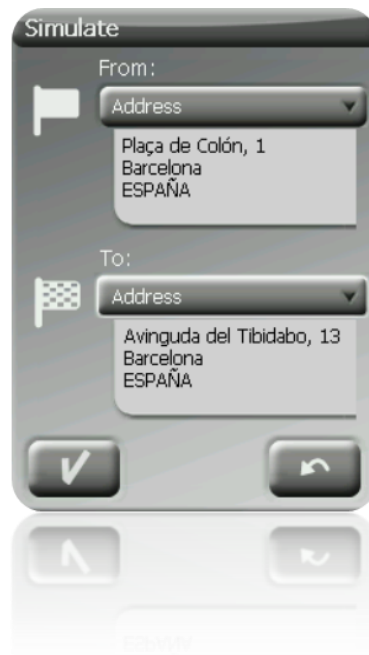 Simulate
From:
Address
Plaça de Colón, 1
Barcelona
ESPAÑA
To:
Address
Avinguda del Tibidabo, 13
Barcelona
ESPAÑA